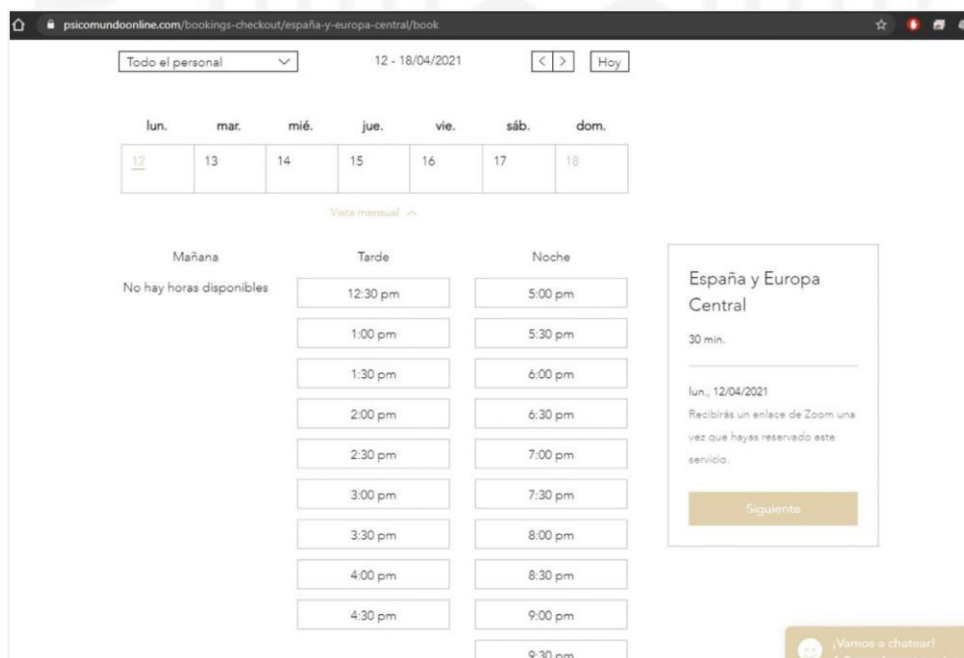 psicomundoonline.com/bookings-checkout/españa-y-europa-central/book
Todo el personal
12 - 18/04/2021
< >
Hoy
lun. mar. mié. jue. vie. sáb. dom.
12 13 14 15 16 17 18
Vista mensual
Mañana
No hay horas disponibles
Tarde
12:30 pm
1:00 pm
1:30 pm
2:00 pm
2:30 pm
3:00 pm
3:30 pm
4:00 pm
4:30 pm
Noche
5:00 pm
5:30 pm
6:00 pm
6:30 pm
7:00 pm
7:30 pm
8:00 pm
8:30 pm
9:00 pm
9:30 pm
España y Europa
Central
30 min.
lun., 12/04/2021
Recibirás un enlace de Zoom una
vez que hayas reservado este
servicio.
Siguiente
¡Vamos a chatear!